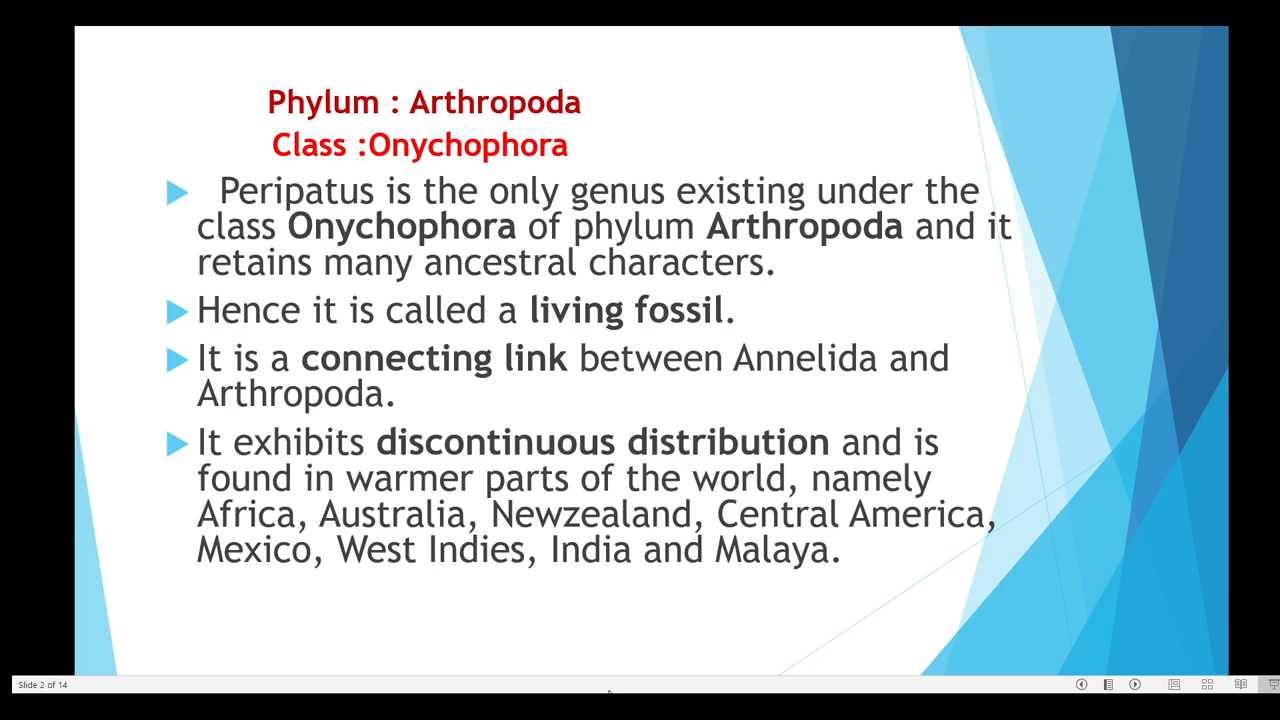 Phylum : Arthropoda
Class :Onychophora
Peripatus is the only genus existing under the
class Onychophora of phylum Arthropoda and it
retains many ancestral characters.
Hence it is called a living fossil.
It is a connecting link between Annelida and
Arthropoda.
It exhibits discontinuous distribution and is
found in warmer parts of the world, namely
Africa, Australia, Newzealand, Central America,
Mexico, West Indies, India and Malaya.
Slide 2 of 14